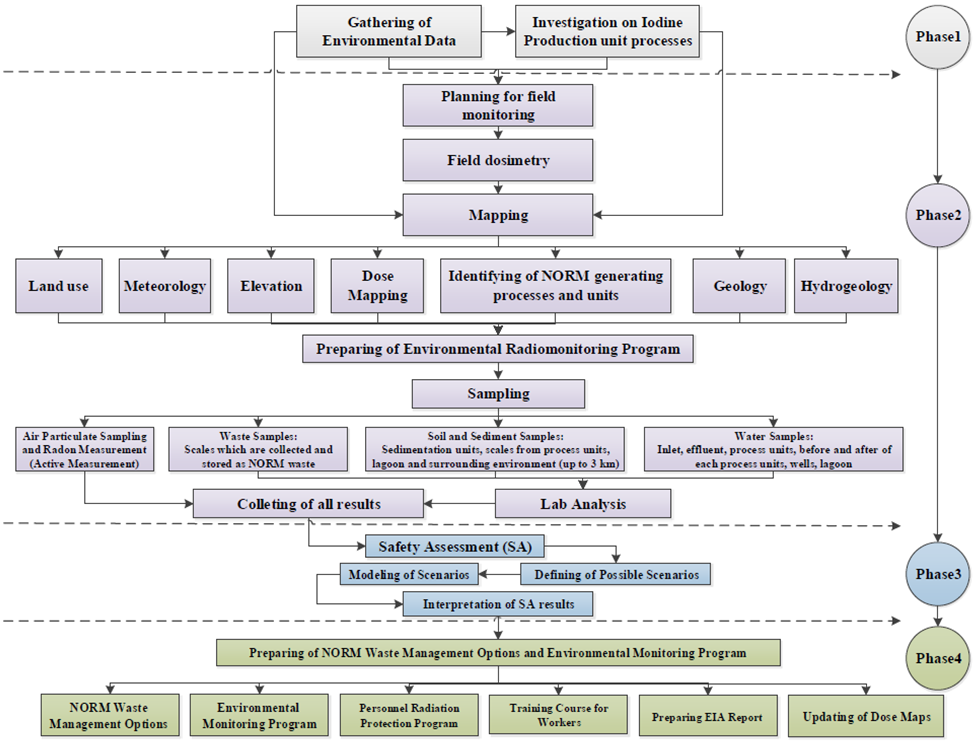 Gathering of
Environmental Data
Investigation on Iodine
Production unit processes
Phase1
Planning for field
monitoring
Field dosimetry
Mapping
Phase2
Land use
Meteorology
Elevation
Dose
Mapping
Identifying of NORM generating
processes and units
Geology
Hydrogeology
Preparing of Environmental Radiomonitoring Program
Sampling
Air Particulate Sampling
and Radon Measurement
(Active Measurement)
Waste Samples:
Scales which are collected and
stored as NORM waste
Soil and Sediment Samples:
Sedimentation units, scales from process units,
lagoon and surrounding environment (up to 3 km)
Water Samples:
Inlet, effluent, process units, before and after of
each process units, wells, lagoon
Colleting of all results
Lab Analysis
Safety Assessment (SA)
Modeling of Scenarios
Defining of Possible Scenarios
Phase3
Interpretation of SA results
Preparing of NORM Waste Management Options and Environmental Monitoring Program
Phase4
NORM Waste
Management Options
Environmental
Monitoring Program
Personnel Radiation
Protection Program
Training Course for
Workers
Preparing EIA Report
Updating of Dose Maps